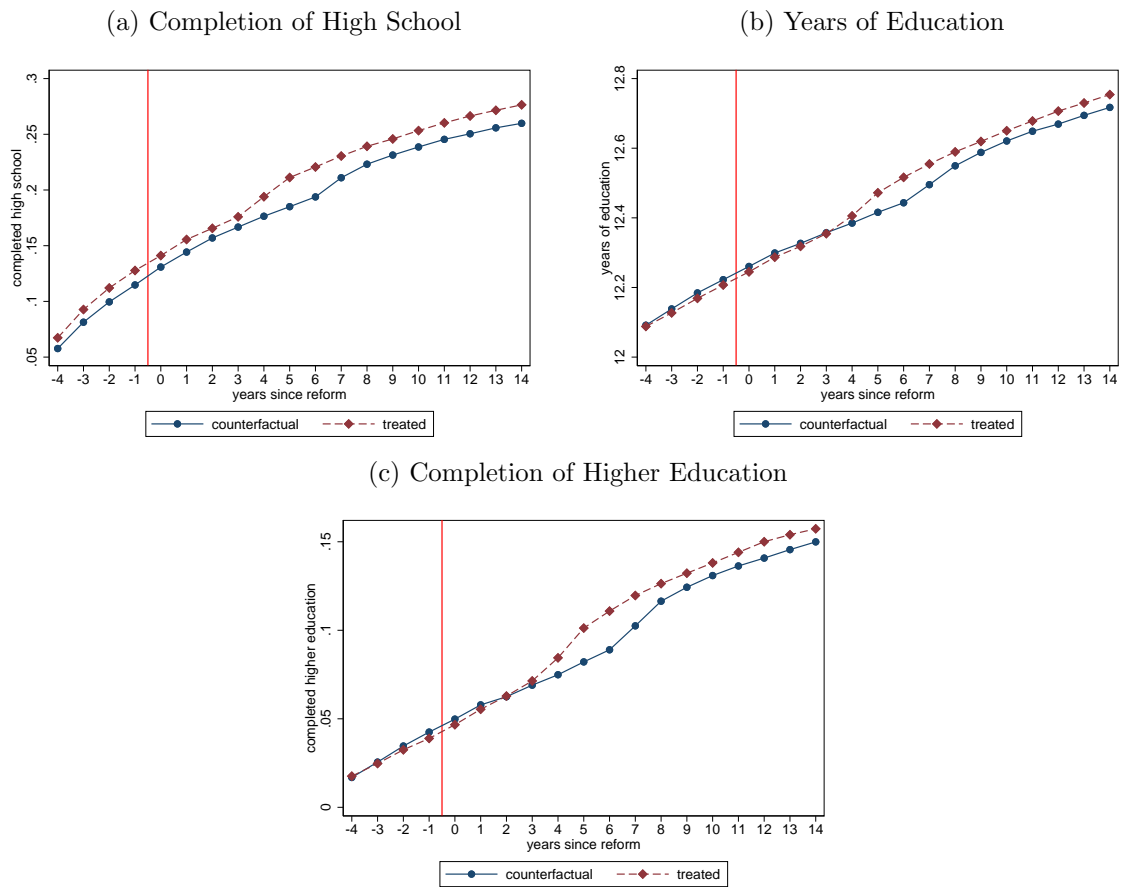 (a) Completion of High School
completed high school
.3
.25
.2
.15
.1
.05
-4 -3 -2 -1 0 1 2 3 4 5 6 7 8 9 10 11 12 13 14
years since reform
counterfactual treated
(b) Years of Education
years of education
12.8
12.6
12.4
12.2
12
-4 -3 -2 -1 0 1 2 3 4 5 6 7 8 9 10 11 12 13 14
years since reform
counterfactual treated
(c) Completion of Higher Education
completed higher education
.15
.1
.05
0
-4 -3 -2 -1 0 1 2 3 4 5 6 7 8 9 10 11 12 13 14
years since reform
counterfactual treated